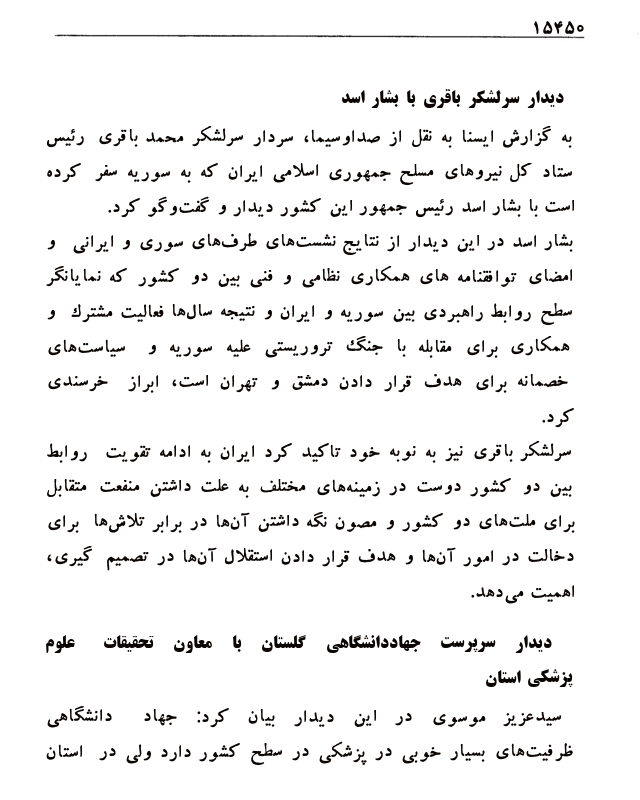 ۱۵۴۵۰
دیدار سرلشکر باقری با بشار اسد
به گزارش ایسنا به نقل از صداوسیما، سردار سرلشکر محمد باقری رئیس
ستاد کل نیروهای مسلح جمهوری اسلامی ایران که به سوریه سفر کرده
است با بشار اسد رئیس جمهور این کشور دیدار و گفت‌وگو کرد.
بشار اسد در این دیدار از نتایج نشست‌های طرف‌های سوری و ایرانی و
امضای توافقنامه های همکاری نظامی و فنی بین دو کشور که نمایانگر
سطح روابط راهبردی بین سوریه و ایران و نتیجه سال‌ها فعالیت مشترك و
همکاری برای مقابله با جنگ تروریستی علیه سوریه و سیاست‌های
خصمانه برای هدف قرار دادن دمشق و تهران است، ابراز خرسندی
کرد.
سرلشکر باقری نیز به نوبه خود تاکید کرد ایران به ادامه تقویت روابط
بین دو کشور دوست در زمینه‌های مختلف به علت داشتن منفعت متقابل
برای ملت‌های دو کشور و مصون نگه داشتن آن‌ها در برابر تلاش‌ها برای
دخالت در امور آن‌ها و هدف قرار دادن استقلال آن‌ها در تصمیم گیری،
اهمیت می‌دهد.
دیدار سرپرست جهاددانشگاهی گلستان با معاون تحقیقات علوم
پزشکی استان
سیدعزیز موسوی در این دیدار بیان کرد: جهاد دانشگاهی
ظرفیت‌های بسیار خوبی در پزشکی در سطح کشور دارد ولی در استان